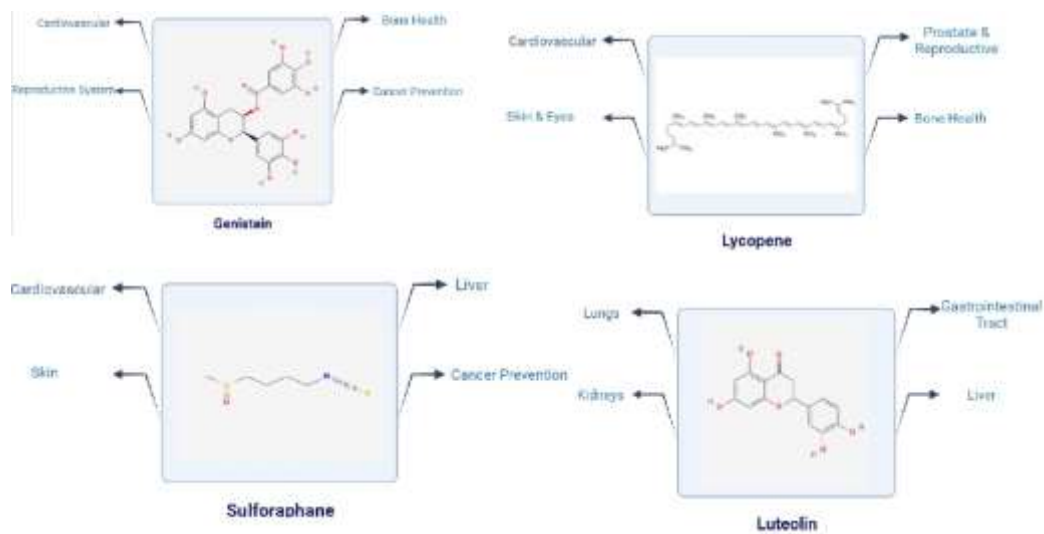 Cardiovascular
Bone Health
Reproductive System
Cancer Prevention
Genistein
Cardiovascular
Prostate &
Reproductive
Skin & Eyes
Bone Health
Lycopene
Cardiovascular
Liver
Skin
Cancer Prevention
Sulforaphane
Lungs
Gastrointestinal
Tract
Kidneys
Liver
Luteolin